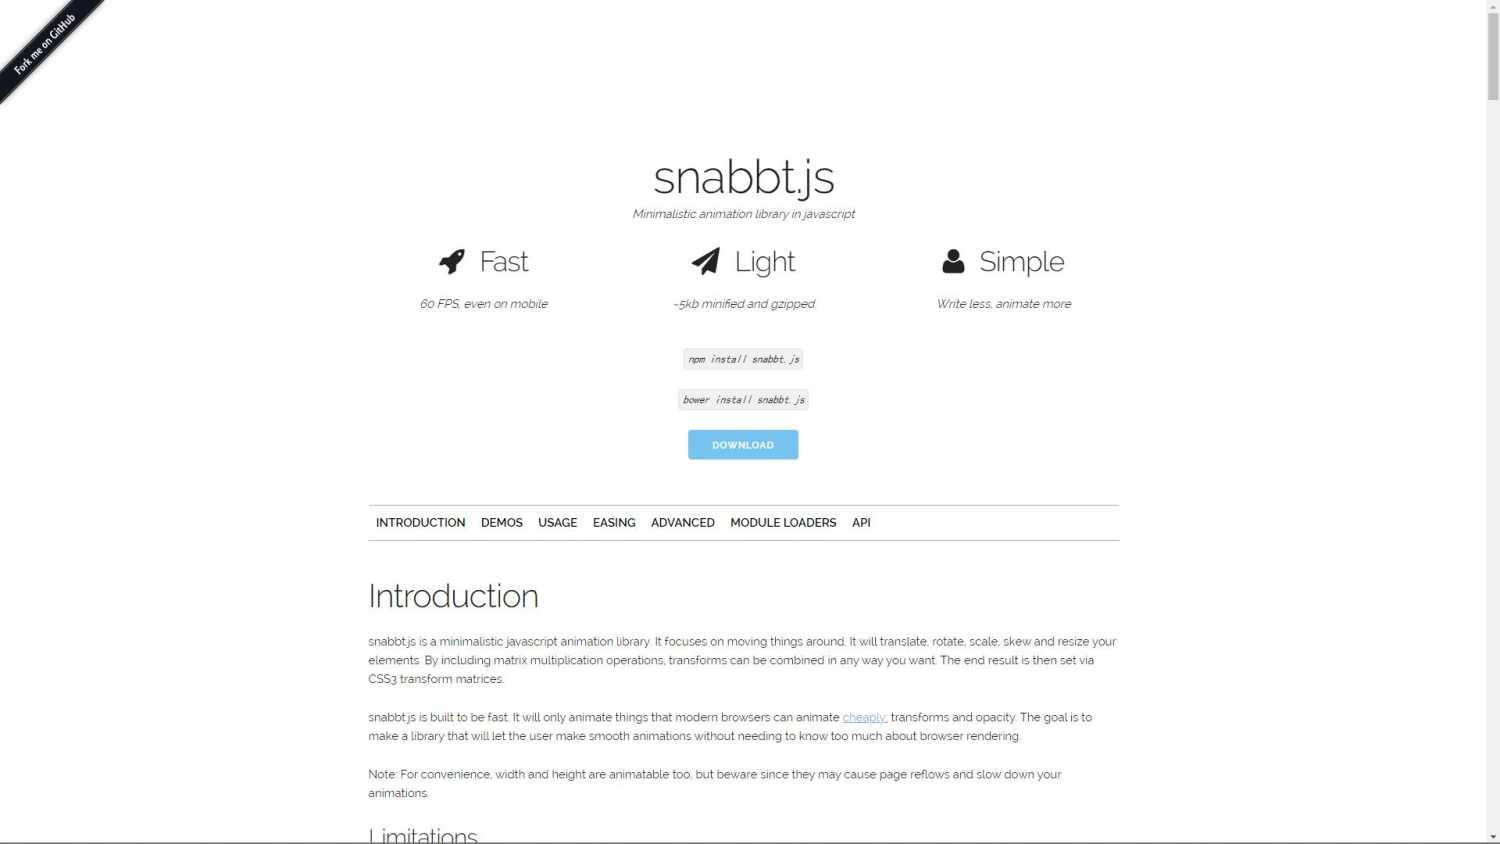 Fork me on GitHub
snabbt.js
Minimalistic animation library in javascript
Fast
Light
Simple
60 FPS, even on mobile
~5kb minified and gzipped
Write less, animate more
npm install snabbt.js
bower install snabbt.js
DOWNLOAD
INTRODUCTION DEMOS USAGE EASING ADVANCED MODULE LOADERS API
Introduction
snabbt.js is a minimalistic javascript animation library. It focuses on moving things around. It will translate, rotate, scale, skew and resize your
elements. By including matrix multiplication operations, transforms can be combined in any way you want. The end result is then set via
CSS3 transform matrices.
snabbt.js is built to be fast. It will only animate things that modern browsers can animate cheaply: transforms and opacity. The goal is to
make a library that will let the user make smooth animations without needing to know too much about browser rendering.
Note: For convenience, width and height are animatable too, but beware since they may cause page reflows and slow down your
animations.
Limitations